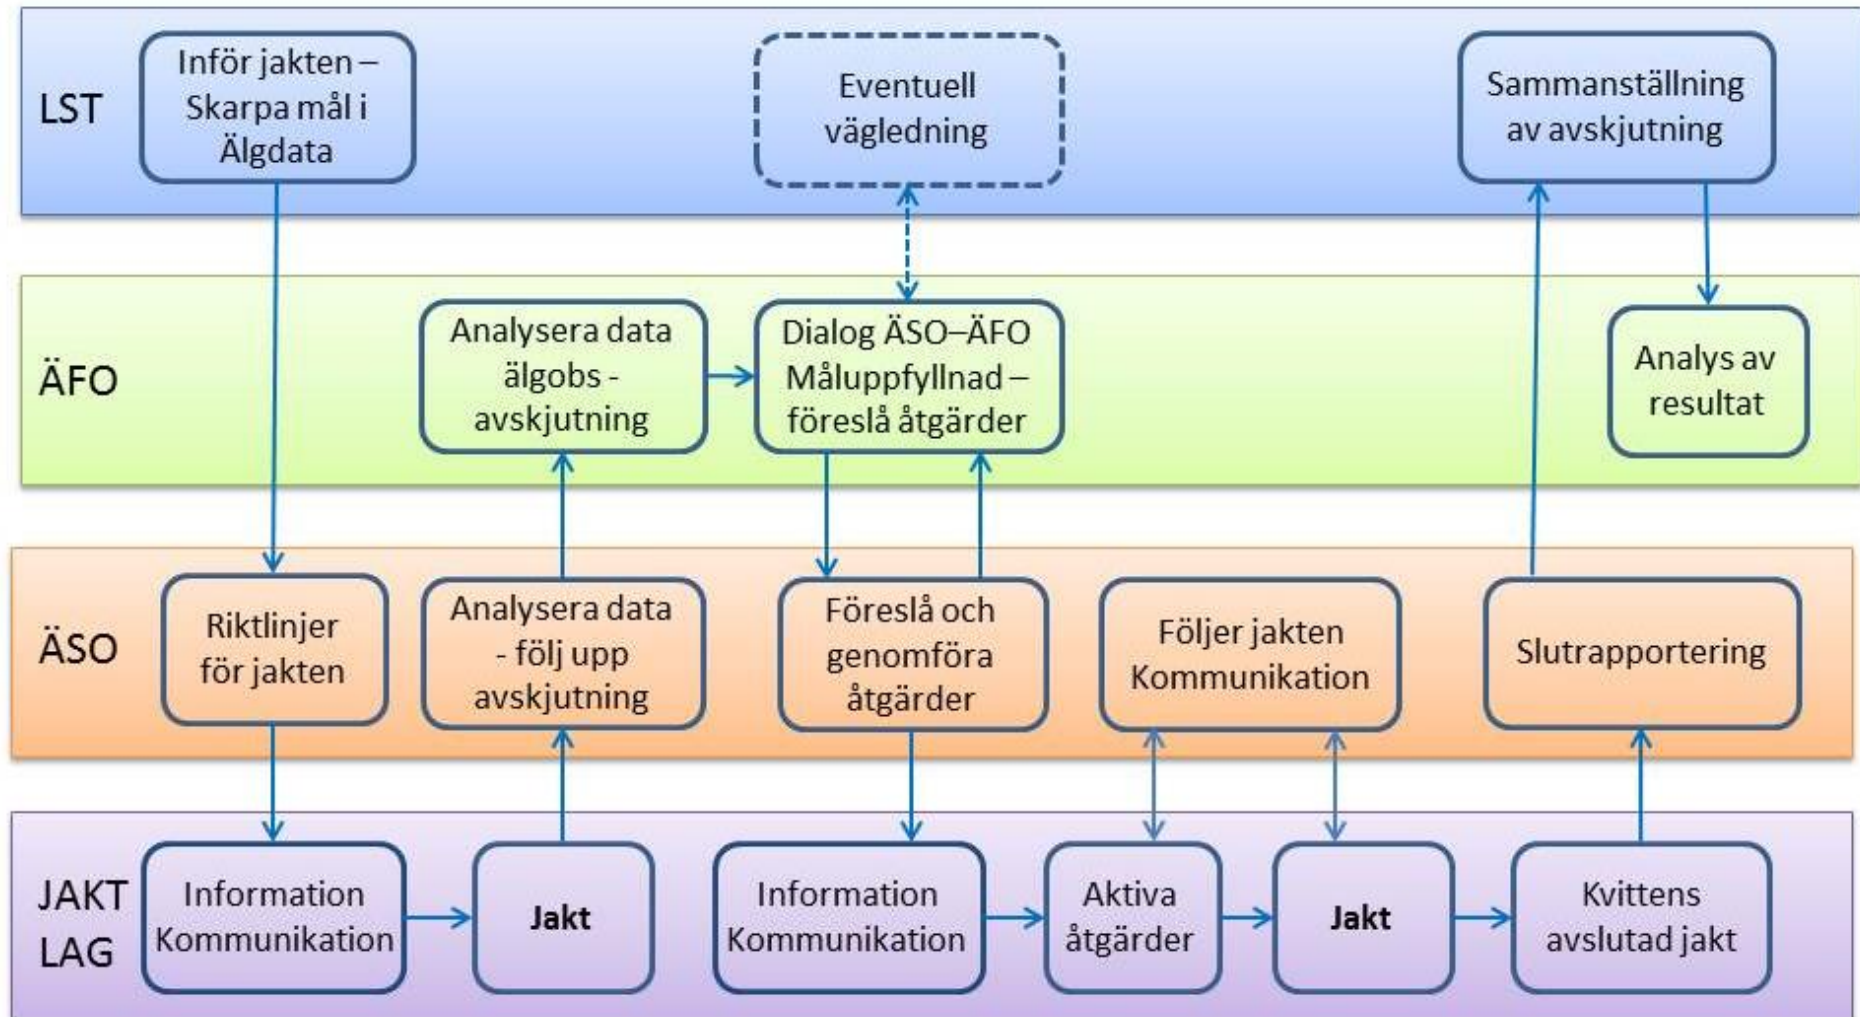 LST
Inför jakten –
Skarpa mål i
Älgdata
Eventuell
vägledning
Sammanställning
av avskjutning
ÄFO
Analysera data
älgobs -
avskjutning
Dialog ÄSO–ÄFO
Måluppfyllnad –
föreslå åtgärder
Analys av
resultat
ÄSO
Riktlinjer
för jakten
Analysera data
- följ upp
avskjutning
Föreslå och
genomföra
åtgärder
Följer jakten
Kommunikation
Slutrapportering
JAKT
LAG
Information
Kommunikation
Jakt
Information
Kommunikation
Aktiva
åtgärder
Jakt
Kvittens
avslutad jakt